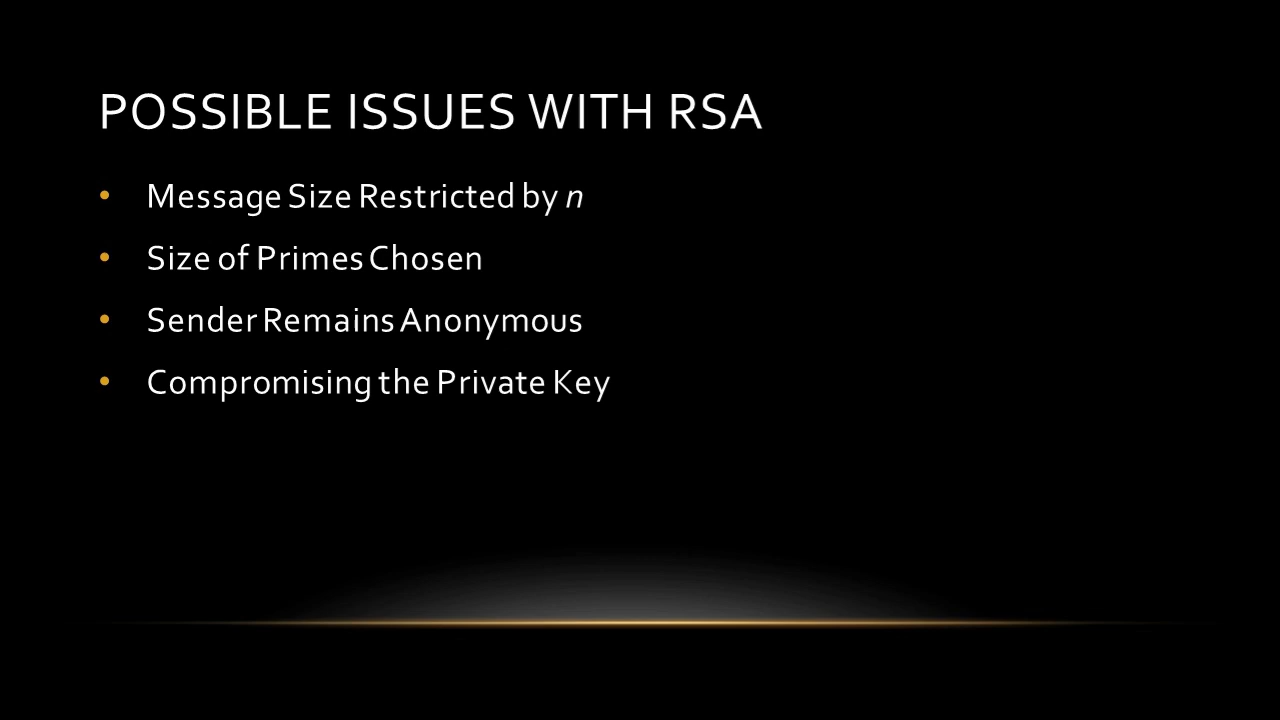 POSSIBLE ISSUES WITH RSA
• Message Size Restricted by n
• Size of Primes Chosen
• Sender Remains Anonymous
• Compromising the Private Key